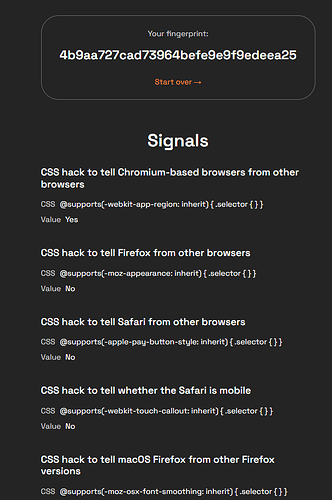 Your fingerprint:
4b9aa727cad73964befe9e9f9edeea25
Start over →
Signals
CSS hack to tell Chromium-based browsers from other
browsers
CSS @supports(-webkit-app-region: inherit) { .selector { } }
Value Yes
CSS hack to tell Firefox from other browsers
CSS @supports(-moz-appearance: inherit) { .selector { } }
Value No
CSS hack to tell Safari from other browsers
CSS @supports(-apple-pay-button-style: inherit) { .selector { } }
Value No
CSS hack to tell whether the Safari is mobile
CSS @supports(-webkit-touch-callout: inherit) { .selector { } }
Value No
CSS hack to tell macOS Firefox from other Firefox
versions
CSS @supports(-moz-osx-font-smoothing: inherit) { .selector { } }